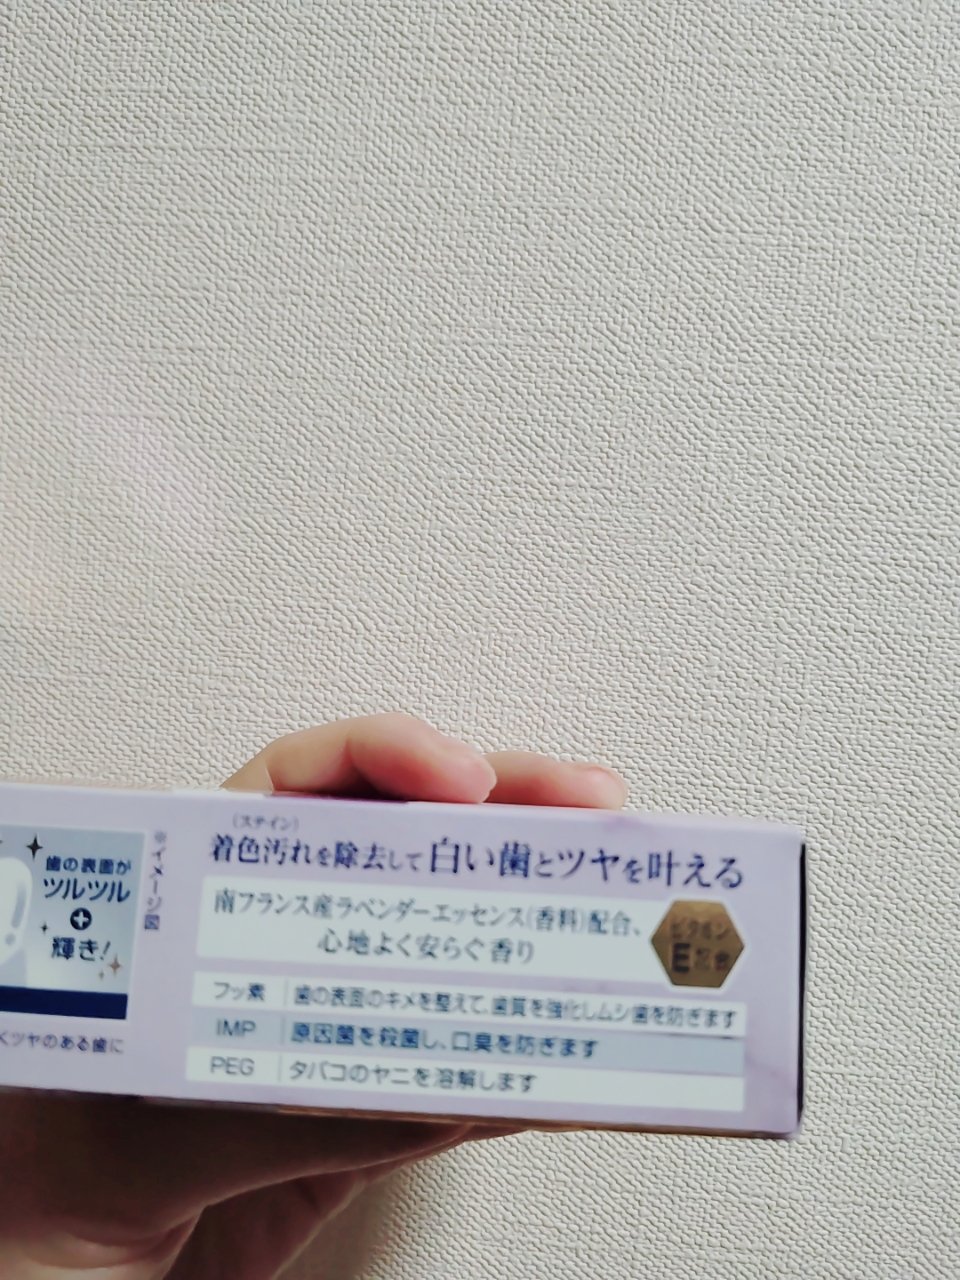 歯の表面が
ツルツル
輝き!
※イメージ図
くツヤのある歯に
(ステイン)
着色汚れを除去して白い歯とツヤを叶える
南フランス産ラベンダーエッセンス(香料)配合、
心地よく安らぐ香り
ビタミン
E配合
フッ素 歯の表面のキメを整えて、歯質を強化しムシ歯を防ぎます
IMP 原因菌を殺菌し、口臭を防ぎます
PEG タバコのヤニを溶解します